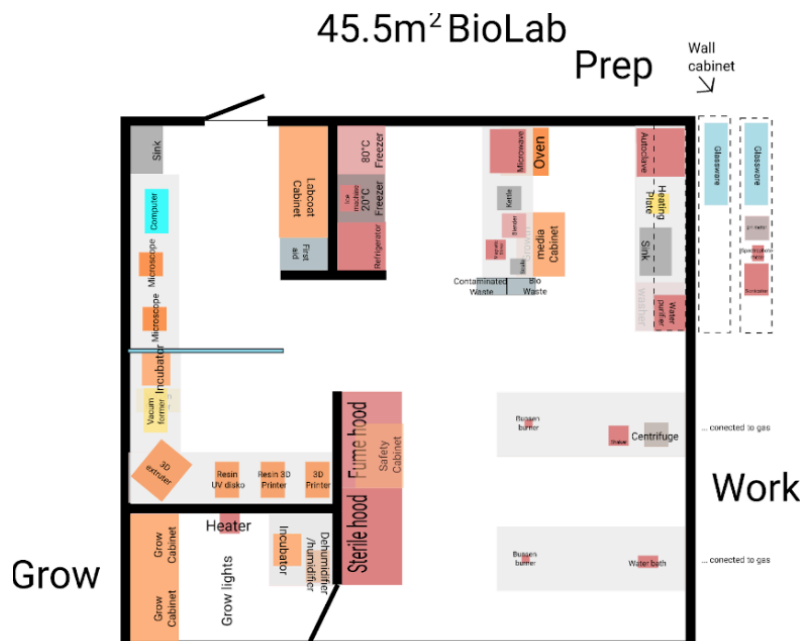 45.5m² BioLab
Prep
Wall
cabinet
Sink
Labcoat
Cabinet
First
aid
80°C
Freezer
Ice
machine
20°C
Freezer
Refrigerator
Microwave
Oven
Kettle
Blender
media
Cabinet
Contaminated
Waste
Bio
Waste
Autoclave
Heating
Plate
Sink
Washer
Water
purifier
Glassware
Glassware
Computer
Microscope
Microscope
Incubator
Vacum
former
3D
extruter
Resin
UV disko
Resin 3D
Printer
3D
Printer
Fume hood
Safety
Cabinet
Sterile hood
Bunsen
burner
Centrifuge
... conected to gas
Work
Bunsen
burner
Water bath
... conected to gas
Grow
Grow
Cabinet
Grow
Cabinet
Heater
Grow lights
Incubator
Dehumidifier
/humidifier